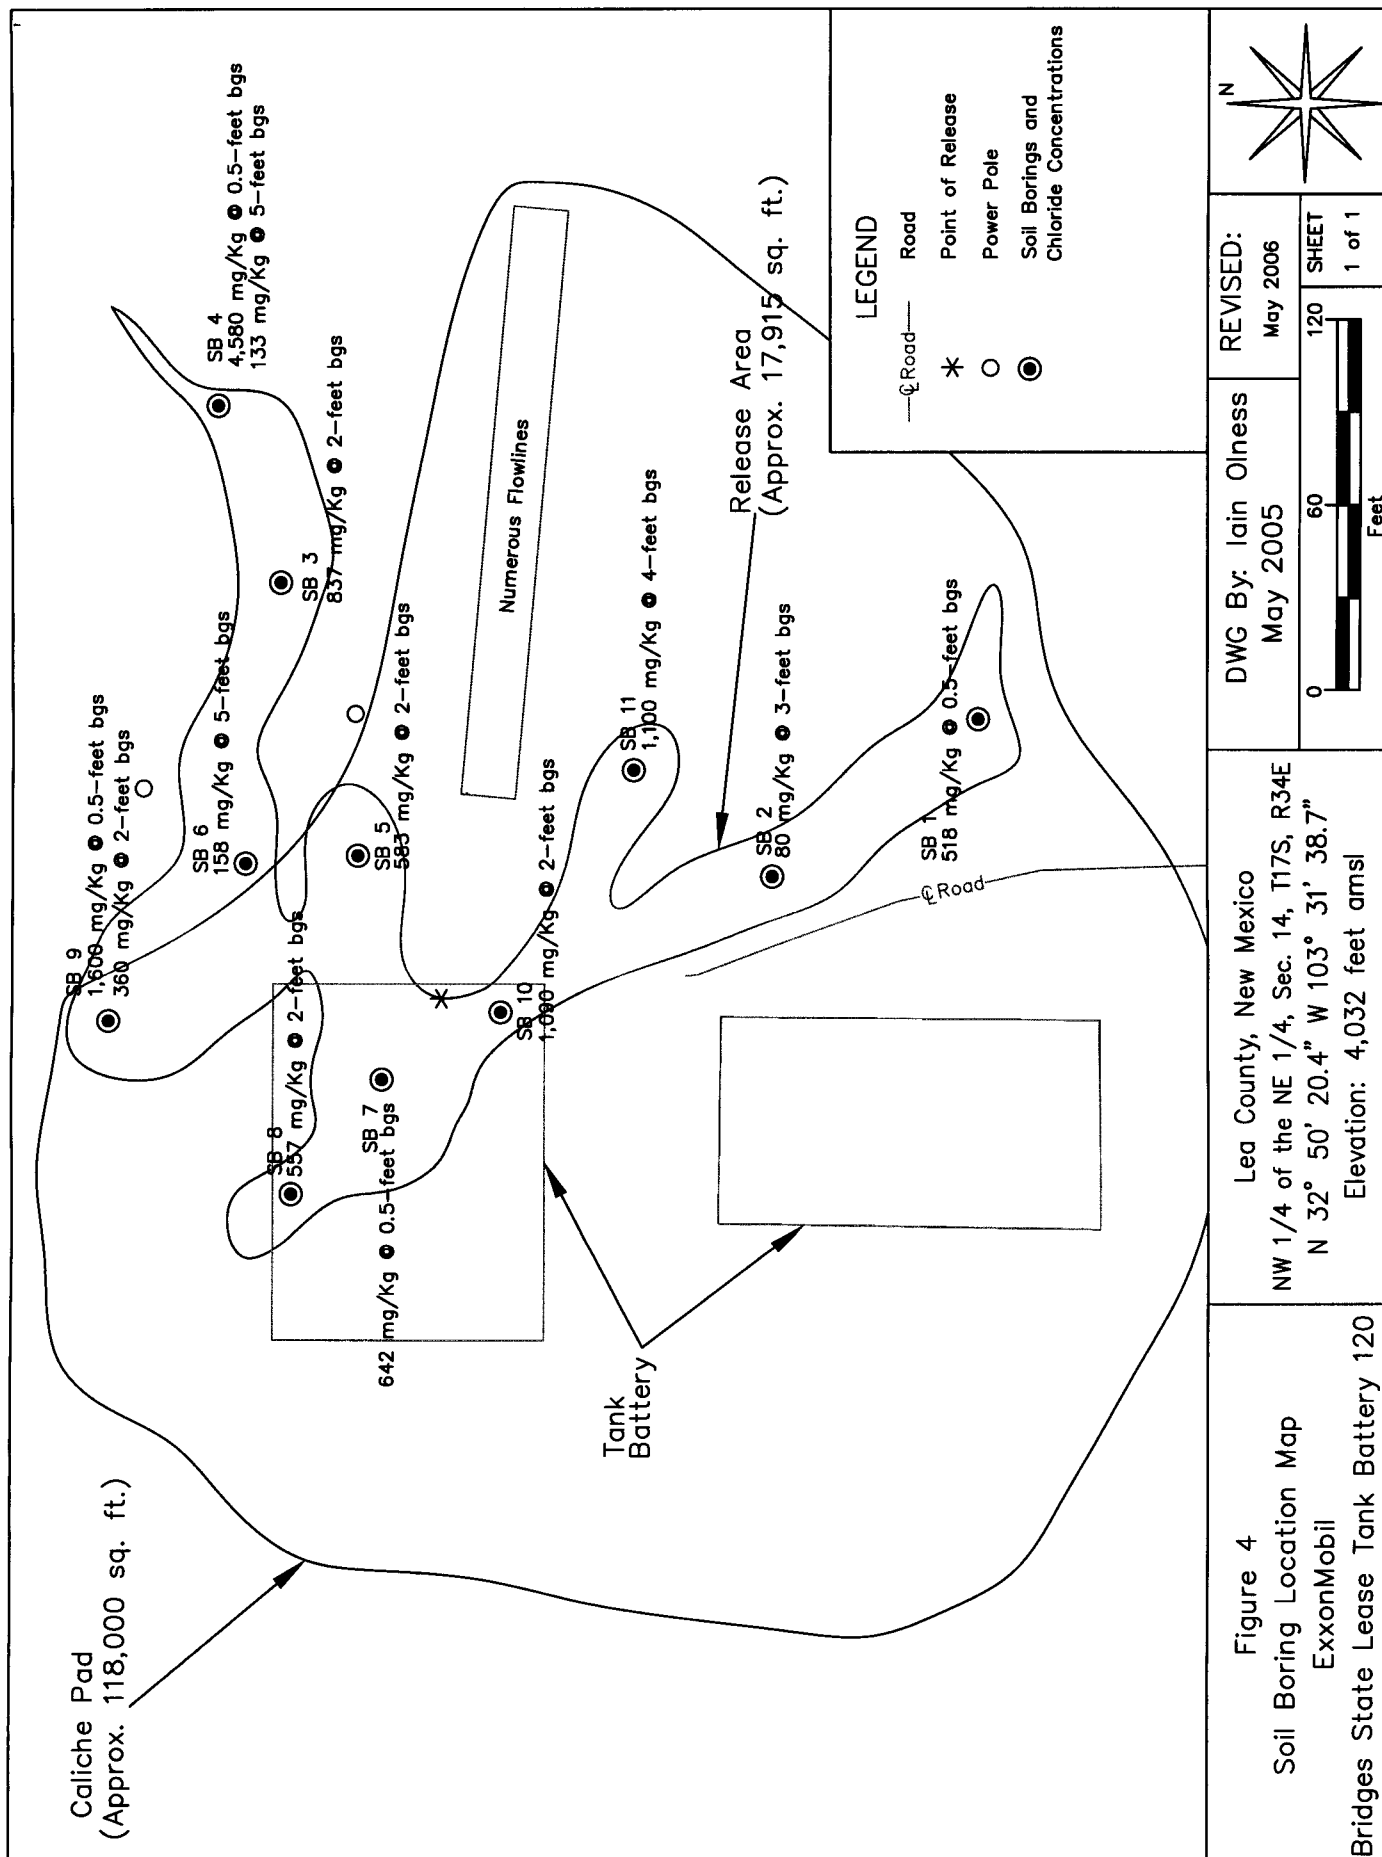 Caliche Pad
(Approx. 118,000 sq. ft.)
SB 9
1,600 mg/Kg @ 0.5-feet bgs
360 mg/Kg @ 2-feet bgs
SB 6
158 mg/Kg @ 5-feet bgs
SB 4
4,580 mg/Kg @ 0.5-feet bgs
133 mg/Kg @ 5-feet bgs
SB 3
837 mg/Kg @ 2-feet bgs
SB 8
557 mg/Kg @ 2-feet bgs
SB 5
583 mg/Kg @ 2-feet bgs
SB 7
642 mg/Kg @ 0.5-feet bgs
Numerous Flowlines
SB 10
1,090 mg/Kg @ 2-feet bgs
SB 11
1,100 mg/Kg @ 4-feet bgs
Tank
Battery
Release Area
(Approx. 17,915 sq. ft.)
SB 2
80 mg/Kg @ 3-feet bgs
SB 1
518 mg/Kg @ 0.5-feet bgs
℄ Road
LEGEND
℄ Road
Road
Point of Release
Power Pole
Soil Borings and
Chloride Concentrations
Figure 4
Soil Boring Location Map
ExxonMobil
Bridges State Lease Tank Battery 120
Lea County, New Mexico
NW 1/4 of the NE 1/4, Sec. 14, T17S, R34E
N 32° 50' 20.4" W 103° 31' 38.7"
Elevation: 4,032 feet amsl
DWG By: Iain Olness
May 2005
REVISED:
May 2006
0 60 120
Feet
SHEET
1 of 1
N